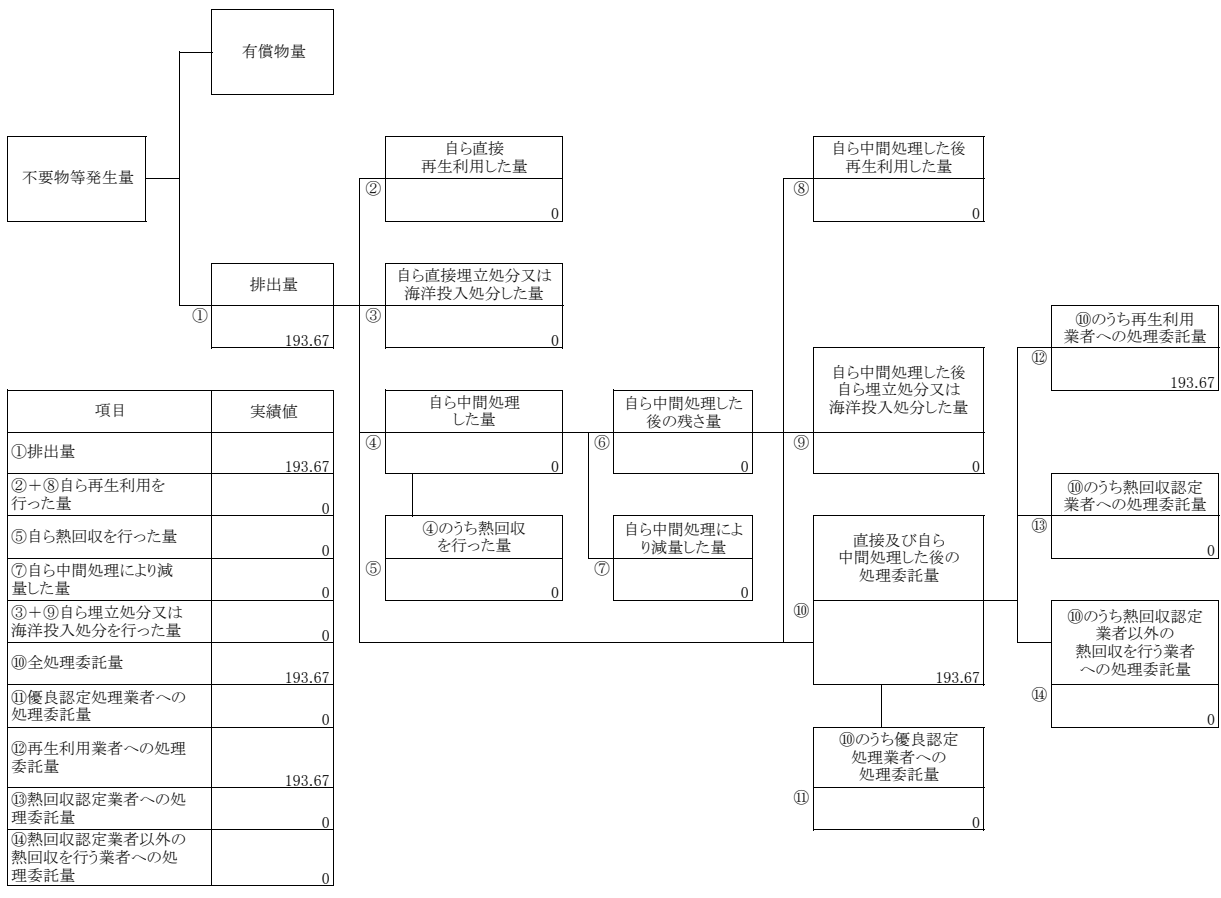 有償物量
不要物等発生量
自ら直接
再生利用した量
②
0
自ら中間処理した後
再生利用した量
⑧
0
排出量
①
193.67
自ら直接埋立処分又は
海洋投入処分した量
③
0
⑩のうち再生利用
業者への処理委託量
⑫
193.67
自ら中間処理
した量
④
0
自ら中間処理した
後の残さ量
⑥
0
自ら中間処理した後
自ら埋立処分又は
海洋投入処分した量
⑨
0
⑩のうち熱回収認定
業者への処理委託量
⑬
0
④のうち熱回収
を行った量
⑤
0
自ら中間処理によ
り減量した量
⑦
0
直接及び自ら
中間処理した後の
処理委託量
⑩
193.67
⑩のうち熱回収認定
業者以外の
熱回収を行う業者
への処理委託量
⑭
0
⑩のうち優良認定
処理業者への
処理委託量
⑪
0
項目 実績値
①排出量
193.67
②＋⑧自ら再生利用を
行った量
0
⑤自ら熱回収を行った量
0
⑦自ら中間処理により減
量した量
0
③＋⑨自ら埋立処分又は
海洋投入処分を行った量
0
⑩全処理委託量
193.67
⑪優良認定処理業者への
処理委託量
0
⑫再生利用業者への処理
委託量
193.67
⑬熱回収認定業者への処
理委託量
0
⑭熱回収認定業者以外の
熱回収を行う業者への処
理委託量
0